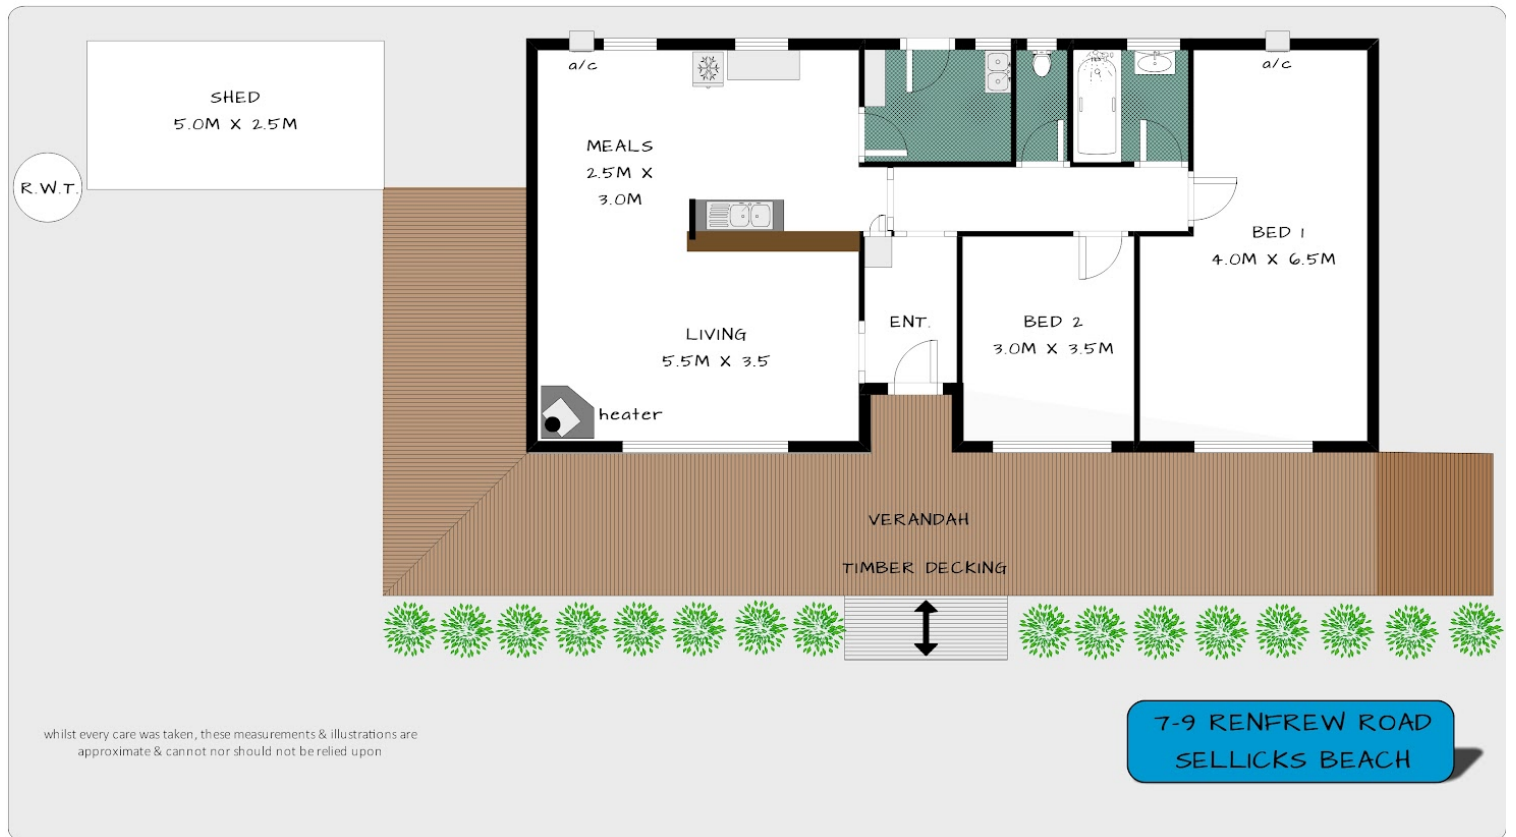 SHED
5.0M X 2.5M
R.W.T.
a/c
a/c
MEALS
2.5M X
3.0M
BED 1
4.0M X 6.5M
LIVING
5.5M X 3.5
ENT.
BED 2
3.0M X 3.5M
heater
VERANDAH
TIMBER DECKING
7-9 RENFREW ROAD
SELLICKS BEACH
whilst every care was taken, these measurements & illustrations are
approximate & cannot nor should not be relied upon